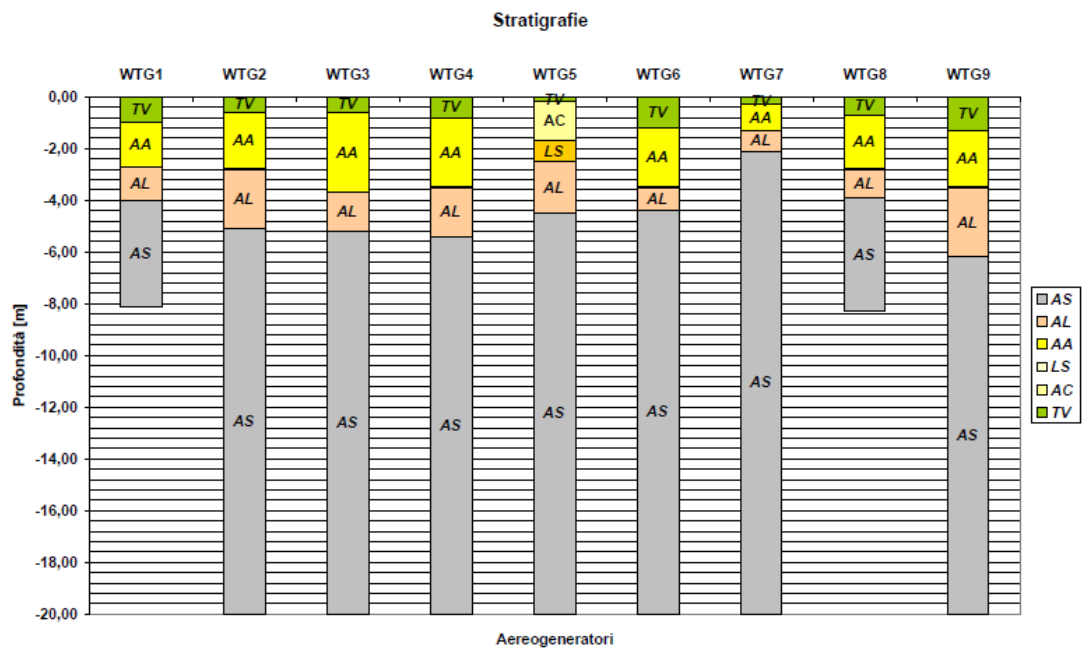 Stratigrafie
WTG1 WTG2 WTG3 WTG4 WTG5 WTG6 WTG7 WTG8 WTG9
0,00
-2,00
-4,00
-6,00
-8,00
-10,00
-12,00
-14,00
-16,00
-18,00
-20,00
Profondità [m]
TV
AA
AL
AS
TV
AA
AL
AS
TV
AA
AL
AS
TV
AA
AL
AS
TV
AC
LS
AL
AS
TV
AA
AL
AS
TV
AA
AL
AS
TV
AA
AL
AS
TV
AA
AL
AS
AS
AL
AA
LS
AC
TV
Aereogeneratori